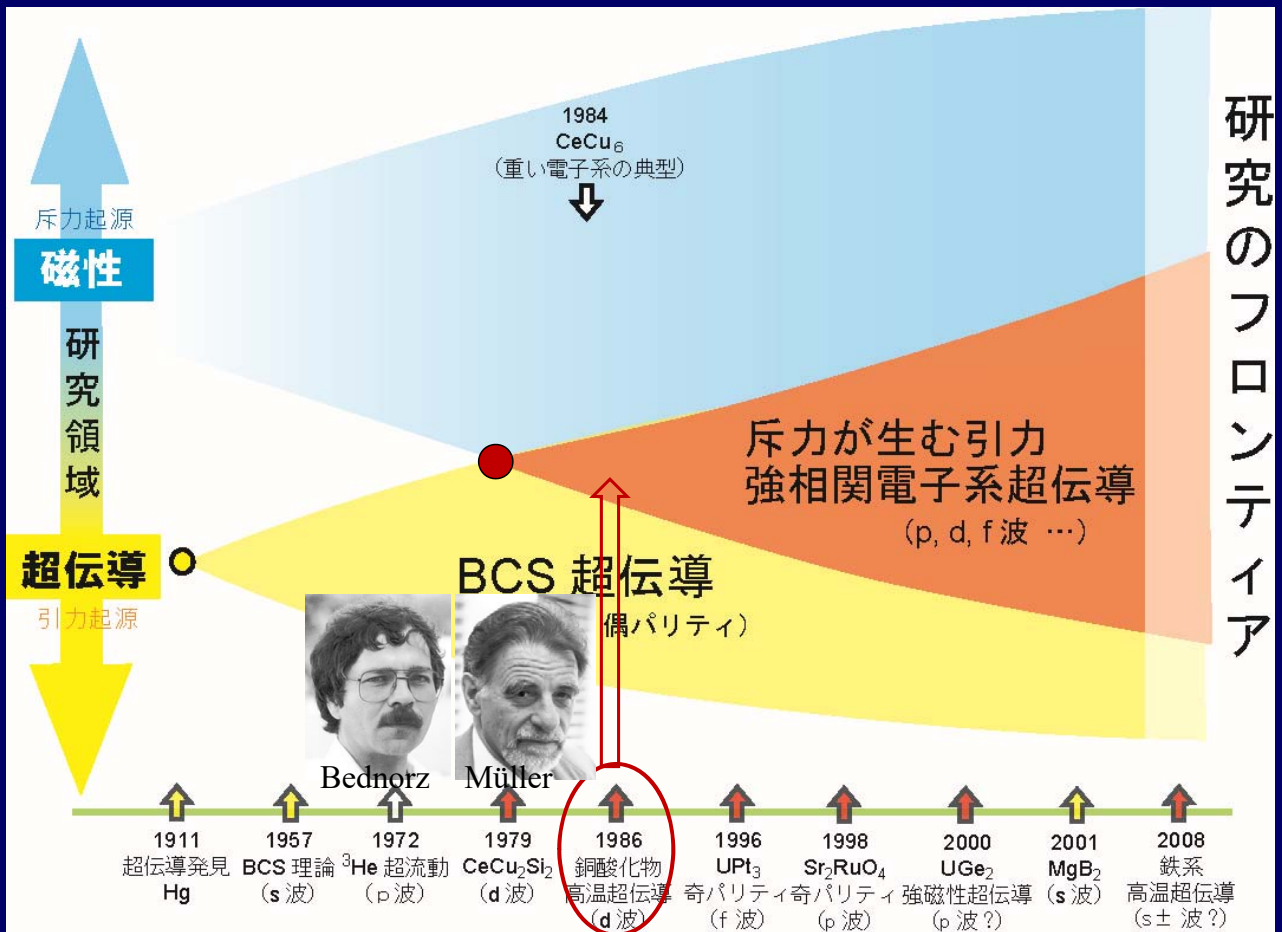 1984
CeCu₆
（重い電子系の典型）
斥力起源
磁性
研究領域
超伝導
引力起源
斥力が生む引力
強相関電子系超伝導
(p, d, f 波 …)
BCS 超伝導
偶パリティ）
Bednorz
Müller
研究のフロンティア
1911
超伝導発見
Hg
1957
BCS 理論
(s 波)
1972
³He 超流動
(p 波)
1979
CeCu₂Si₂
(d 波)
1986
銅酸化物
高温超伝導
(d 波)
1996
UPt₃
奇パリティ
(f 波)
1998
Sr₂RuO₄
奇パリティ
(p 波)
2000
UGe₂
強磁性超伝導
(p 波?)
2001
MgB₂
(s 波)
2008
鉄系
高温超伝導
(s± 波?)